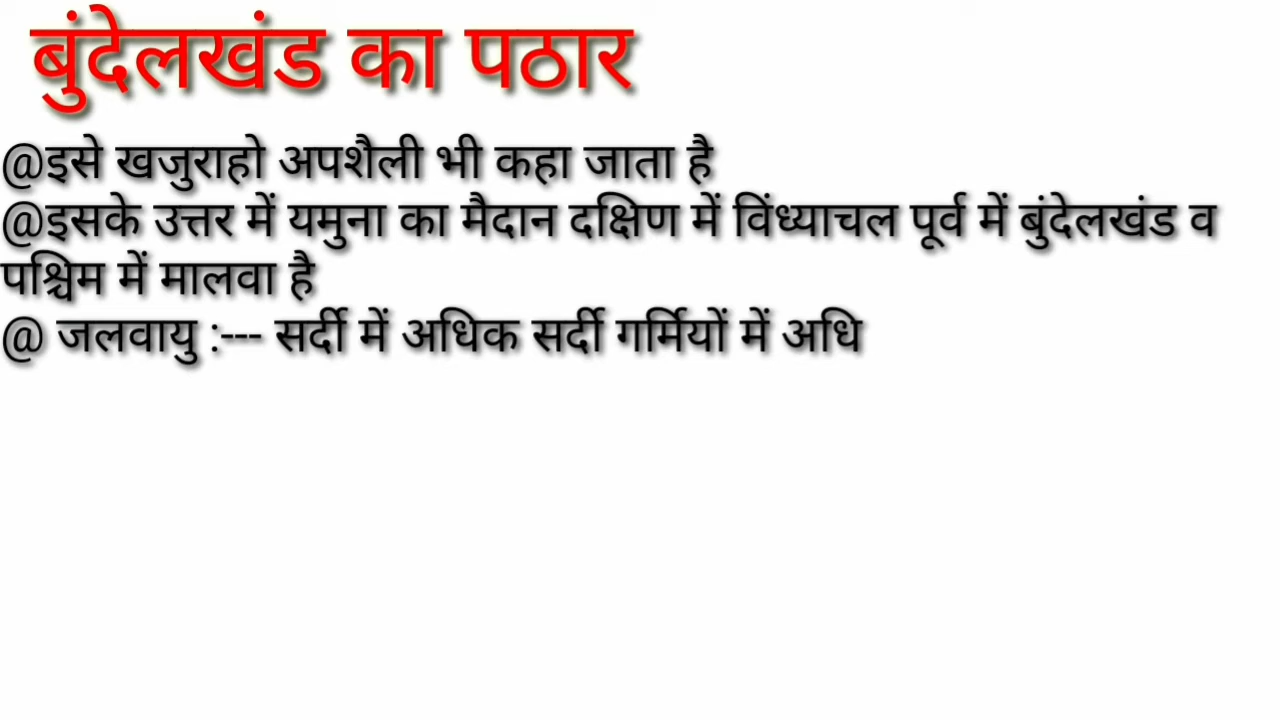 बुंदेलखंड का पठार
@इसे खजुराहो अपशैली भी कहा जाता है
@इसके उत्तर में यमुना का मैदान दक्षिण में विंध्याचल पूर्व में बुंदेलखंड व
पश्चिम में मालवा है
@ जलवायु :--- सर्दी में अधिक सर्दी गर्मियों में अधि